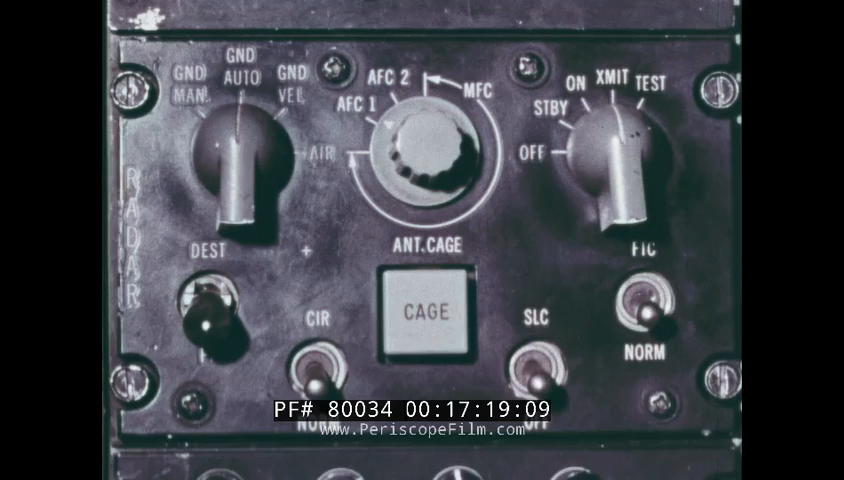 GND MAN.
GND AUTO
GND VEL
AIR
AFC 1
AFC 2
MFC
OFF
STBY
ON
XMIT
TEST
RADAR
DEST
ANT.CAGE
CAGE
CIR
SLC
NORM
OFF
PF# 80034 00:17:19:09
www.PeriscopeFilm.com